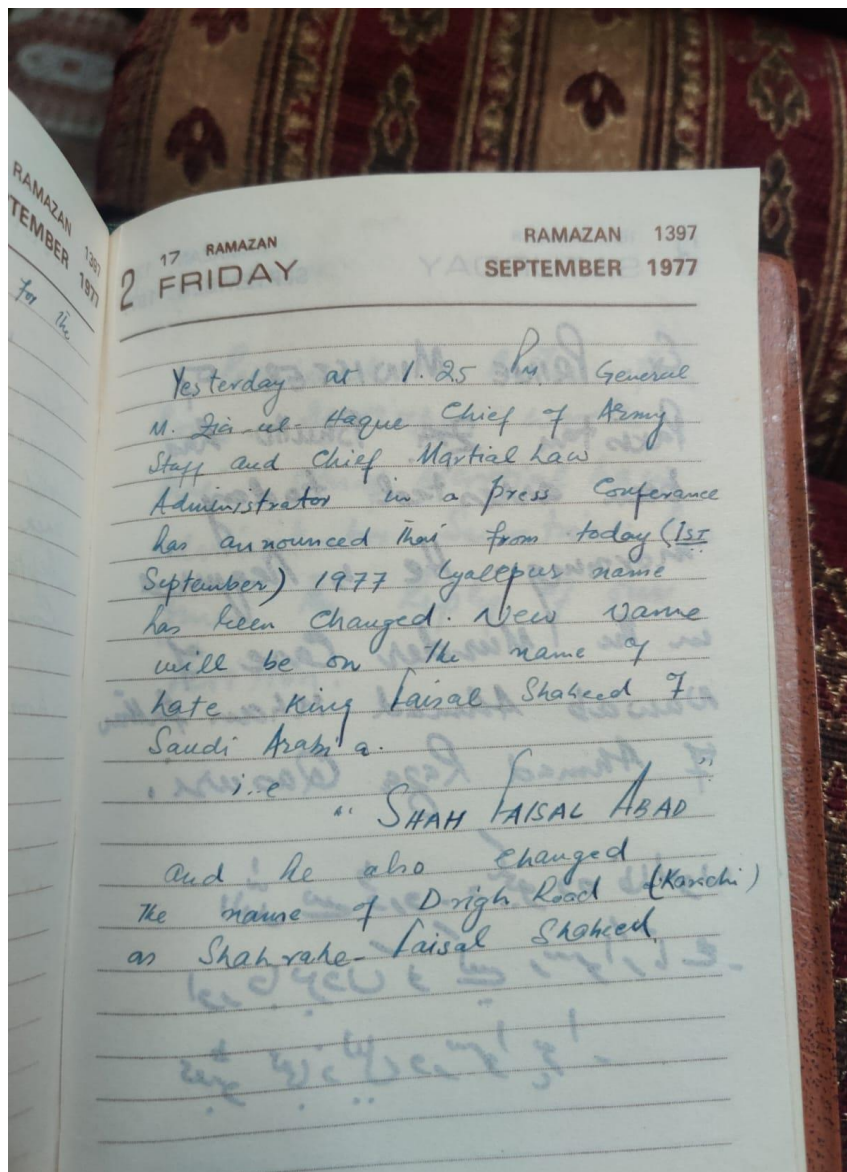 RAMAZAN 1397
TEMBER 1977
for the
17 RAMAZAN
2 FRIDAY
RAMAZAN 1397
SEPTEMBER 1977
Yesterday at 1.25 PM General
M. Zia-ul-Haque Chief of Army
Staff and Chief Martial Law
Administrator in a press Conferance
has announced that from today (1st
September) 1977 Lyallpur name
has been changed. New name
will be on the name of
Late King Faisal Shaheed of
Saudi Arabia.
i.e
"SHAH FAISAL ABAD"
and he also changed
the name of Drigh Road (Karachi)
as Shahrahe-Faisal Shaheed.